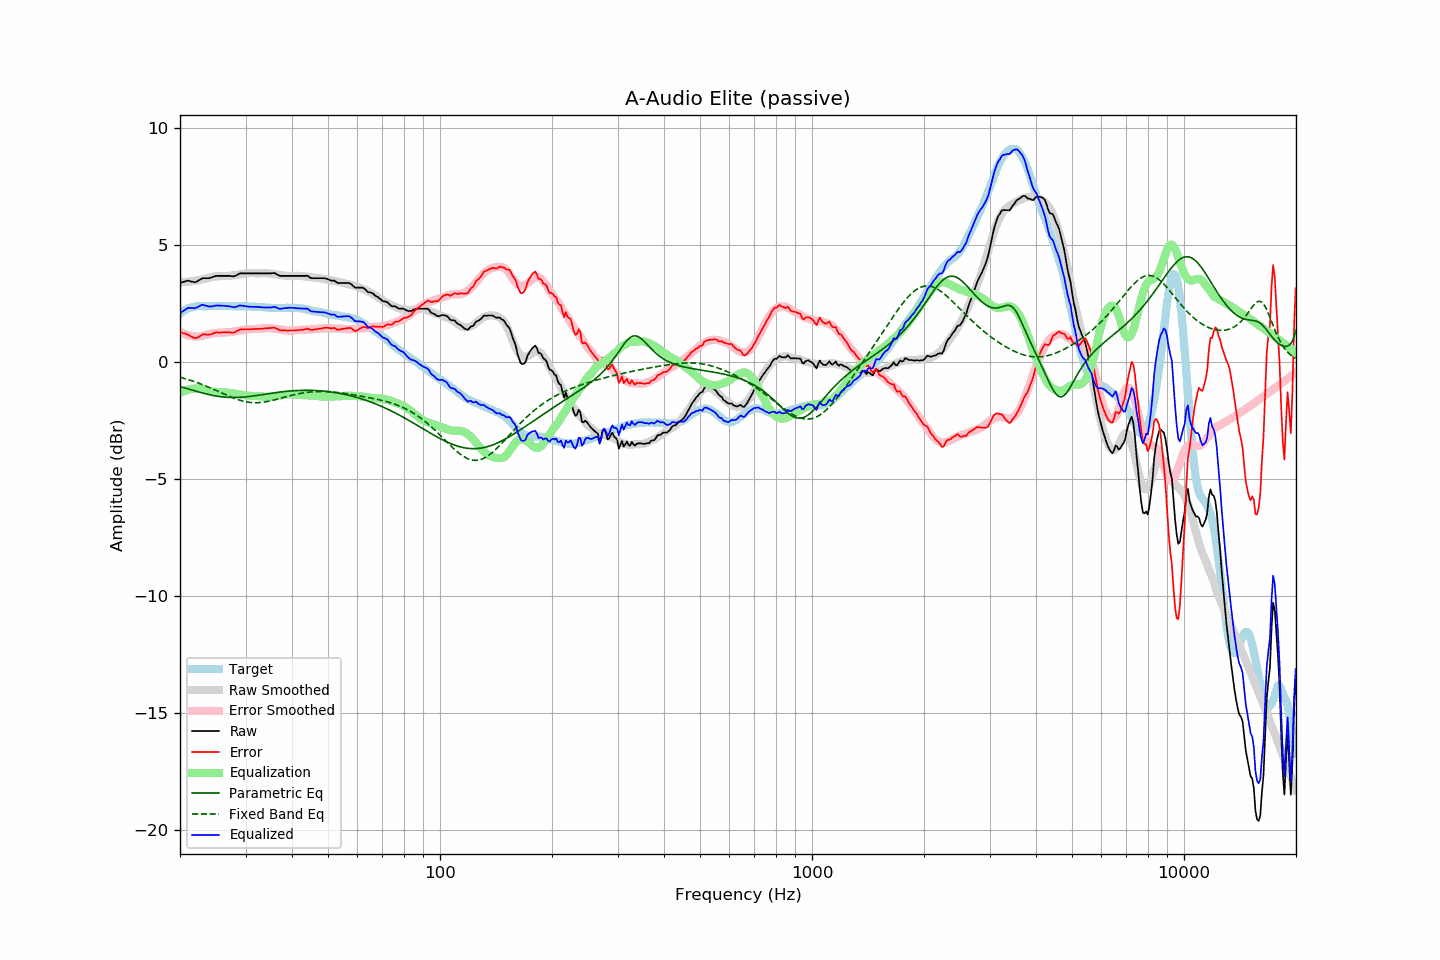 A-Audio Elite (passive)
10
5
0
−5
−10
−15
−20
Amplitude (dBr)
Target
Raw Smoothed
Error Smoothed
Raw
Error
Equalization
Parametric Eq
Fixed Band Eq
Equalized
100
1000
10000
Frequency (Hz)